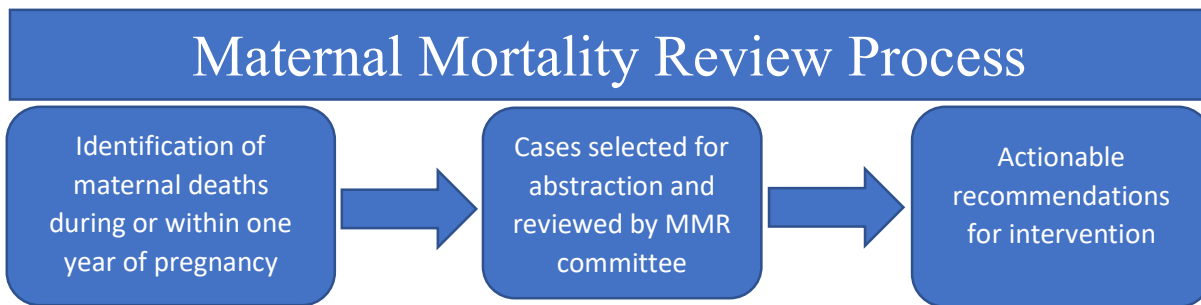 Maternal Mortality Review Process
Identification of
maternal deaths
during or within one
year of pregnancy
Cases selected for
abstraction and
reviewed by MMR
committee
Actionable
recommendations
for intervention